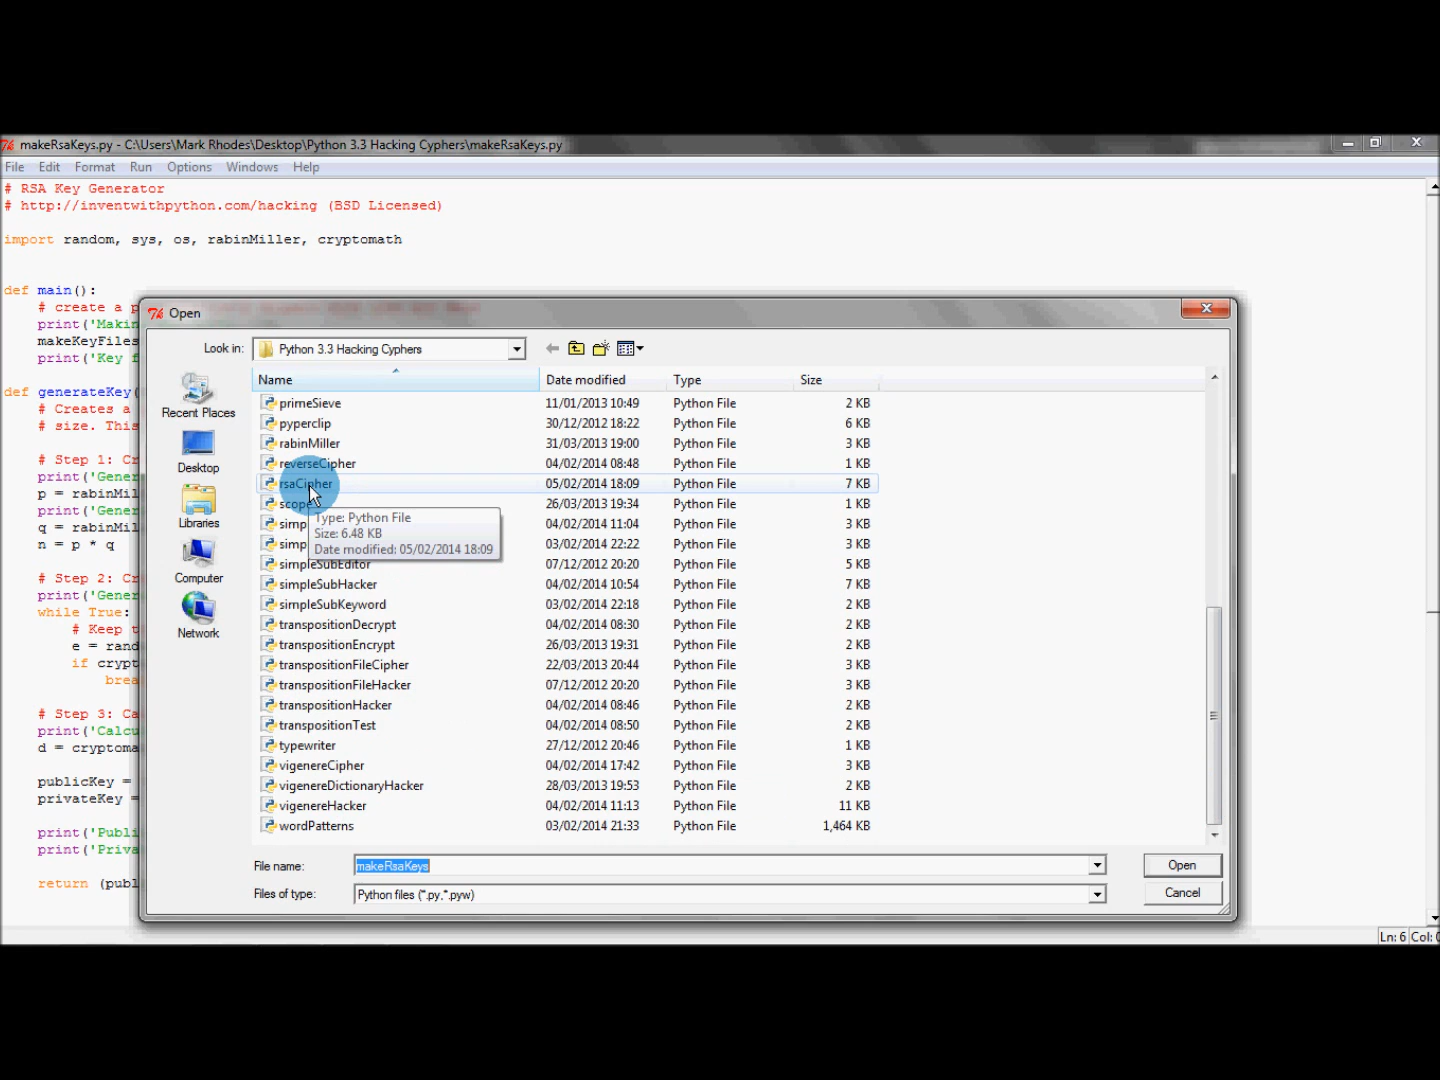 makeRsaKeys.py - C:\Users\Mark Rhodes\Desktop\Python 3.3 Hacking Cyphers\makeRsaKeys.py
File Edit Format Run Options Windows Help
# RSA Key Generator
# http://inventwithpython.com/hacking (BSD Licensed)
import random, sys, os, rabinMiller, cryptomath
def main():
# create a p
print('Makin
makeKeyFiles
print('Key f
def generateKey(
# Creates a
# size. This
# Step 1: Cr
print('Gener
p = rabinMil
print('Gener
q = rabinMil
n = p * q
# Step 2: Cr
print('Gener
while True:
# Keep t
e = rand
if crypt
brea
# Step 3: Ca
print('Calcu
d = cryptoma
publicKey =
privateKey =
print('Publi
print('Priva
return (publ
Open
Look in: Python 3.3 Hacking Cyphers
Recent Places
Desktop
Libraries
Computer
Network
Name Date modified Type Size
primeSieve 11/01/2013 10:49 Python File 2 KB
pyperclip 30/12/2012 18:22 Python File 6 KB
rabinMiller 31/03/2013 19:00 Python File 3 KB
reverseCipher 04/02/2014 08:48 Python File 1 KB
rsaCipher 05/02/2014 18:09 Python File 7 KB
scope 26/03/2013 19:34 Python File 1 KB
simp 04/02/2014 11:04 Python File 3 KB
simp 03/02/2014 22:22 Python File 3 KB
simpleSubEditor 07/12/2012 20:20 Python File 5 KB
simpleSubHacker 04/02/2014 10:54 Python File 7 KB
simpleSubKeyword 03/02/2014 22:18 Python File 2 KB
transpositionDecrypt 04/02/2014 08:30 Python File 2 KB
transpositionEncrypt 26/03/2013 19:31 Python File 2 KB
transpositionFileCipher 22/03/2013 20:44 Python File 3 KB
transpositionFileHacker 07/12/2012 20:20 Python File 3 KB
transpositionHacker 04/02/2014 08:46 Python File 2 KB
transpositionTest 04/02/2014 08:50 Python File 2 KB
typewriter 27/12/2012 20:46 Python File 1 KB
vigenereCipher 04/02/2014 17:42 Python File 3 KB
vigenereDictionaryHacker 28/03/2013 19:53 Python File 2 KB
vigenereHacker 04/02/2014 11:13 Python File 11 KB
wordPatterns 03/02/2014 21:33 Python File 1,464 KB
Type: Python File
Size: 6.48 KB
Date modified: 05/02/2014 18:09
File name: makeRsaKeys Open
Files of type: Python files (*.py,*.pyw) Cancel
Ln: 6 Col: 0